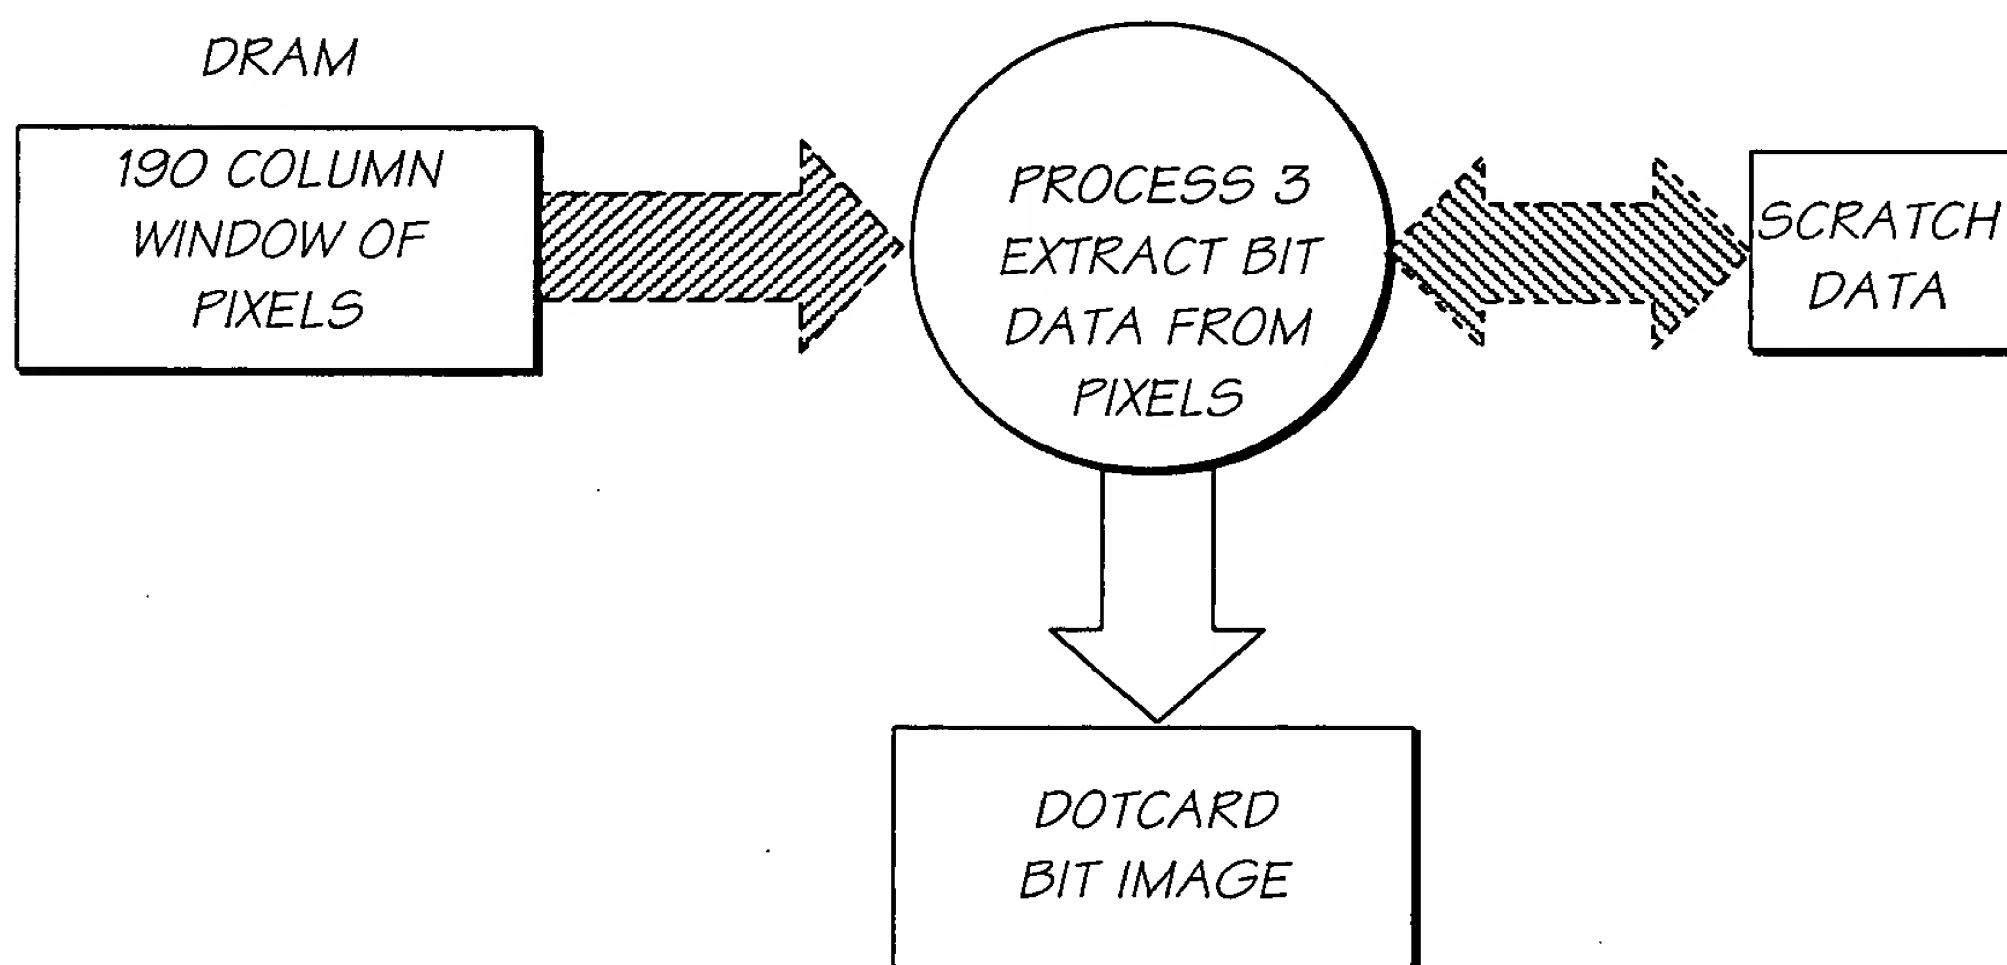 DRAM
190 COLUMN
WINDOW OF
PIXELS
PROCESS 3
EXTRACT BIT
DATA FROM
PIXELS
SCRATCH
DATA
DOTCARD
BIT IMAGE